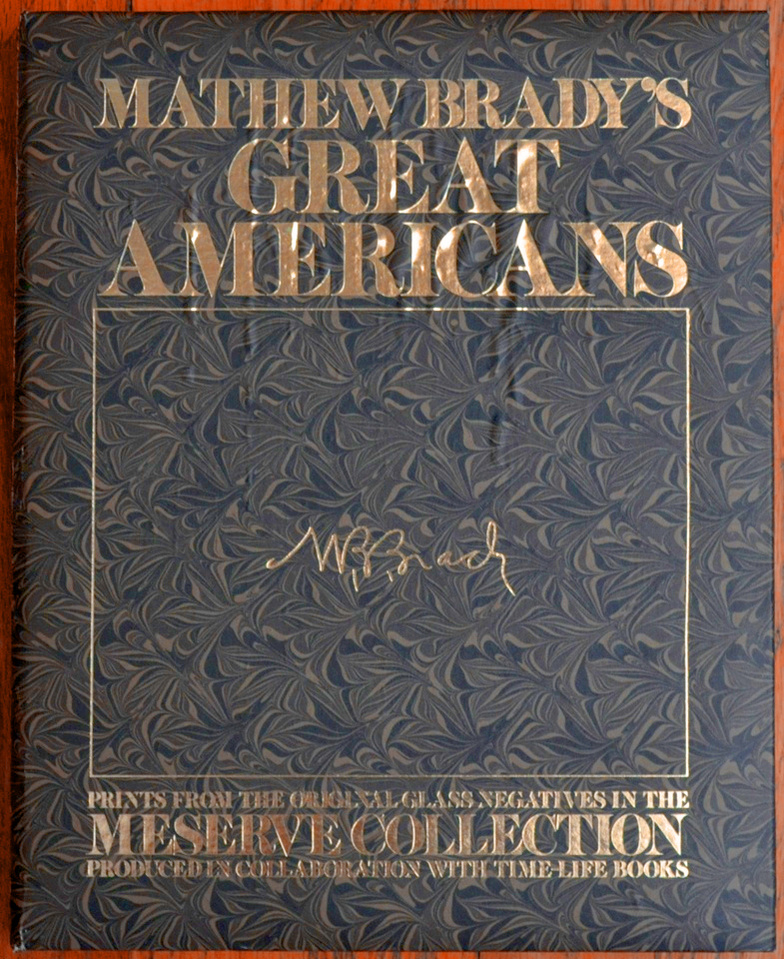 MATHEW BRADY'S
GREAT
AMERICANS
M.B. Brady
PRINTS FROM THE ORIGINAL GLASS NEGATIVES IN THE
MESERVE COLLECTION
PRODUCED IN COLLABORATION WITH TIME-LIFE BOOKS